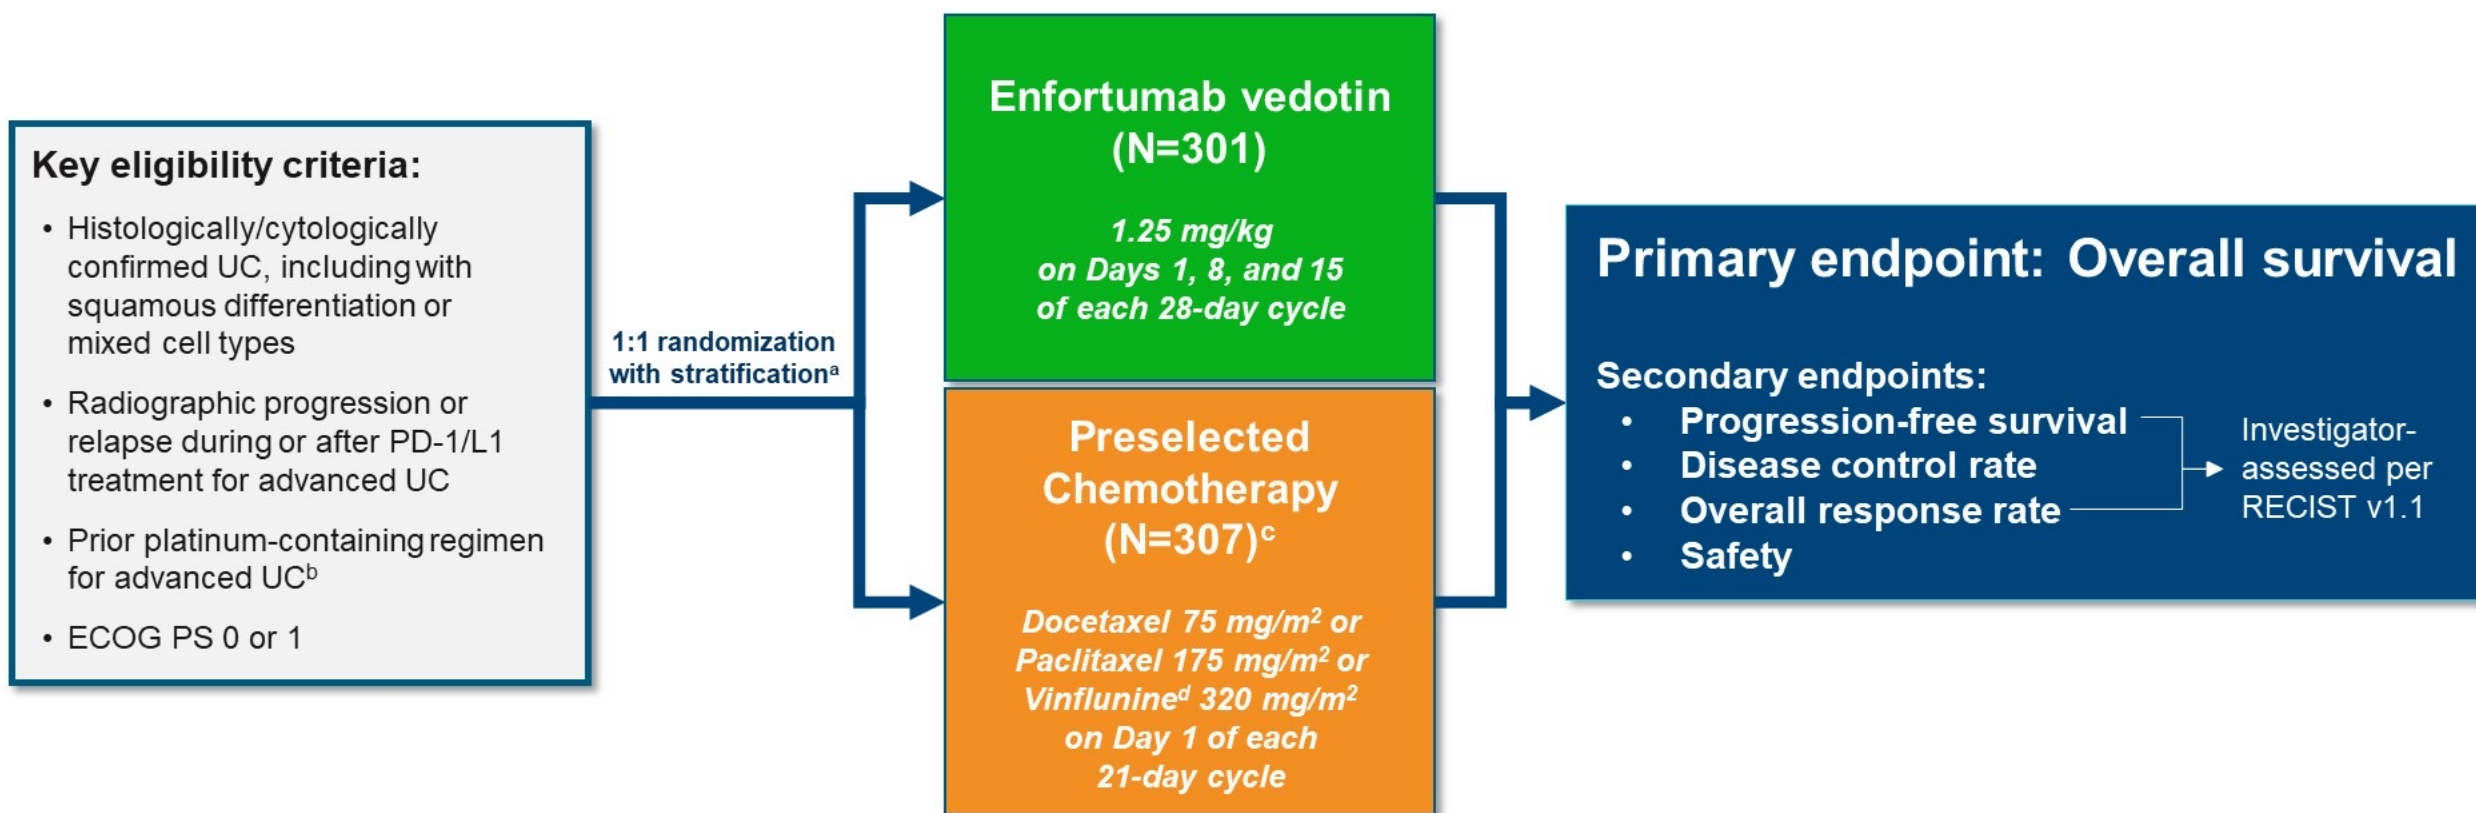 Key eligibility criteria:
• Histologically/cytologically
confirmed UC, including with
squamous differentiation or
mixed cell types
• Radiographic progression or
relapse during or after PD-1/L1
treatment for advanced UC
• Prior platinum-containing regimen
for advanced UCᵇ
• ECOG PS 0 or 1
1:1 randomization
with stratificationᵃ
Enfortumab vedotin
(N=301)
1.25 mg/kg
on Days 1, 8, and 15
of each 28-day cycle
Preselected
Chemotherapy
(N=307)ᶜ
Docetaxel 75 mg/m² or
Paclitaxel 175 mg/m² or
Vinflunineᵈ 320 mg/m²
on Day 1 of each
21-day cycle
Primary endpoint: Overall survival
Secondary endpoints:
• Progression-free survival
• Disease control rate
• Overall response rate
• Safety
Investigator-
assessed per
RECIST v1.1